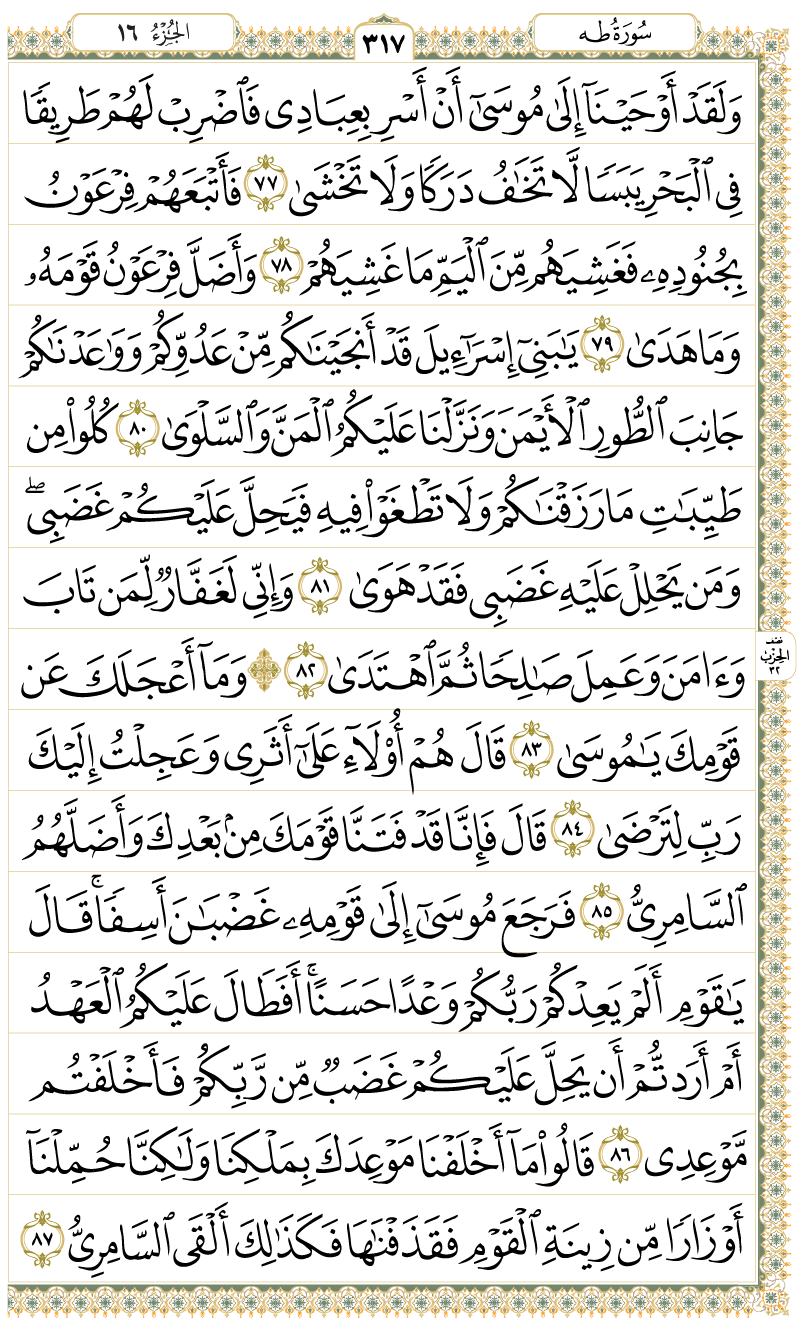 سُورَةُ طه
٣١٧
الجُزْءُ ١٦
وَلَقَدْ أَوْحَيْنَآ إِلَىٰ مُوسَىٰٓ أَنْ أَسْرِ بِعِبَادِى فَٱضْرِبْ لَهُمْ طَرِيقًا
فِى ٱلْبَحْرِ يَبَسًا لَّا تَخَـٰفُ دَرَكًا وَلَا تَخْشَىٰ ٧٧ فَأَتْبَعَهُمْ فِرْعَوْنُ
بِجُنُودِهِۦ فَغَشِيَهُم مِّنَ ٱلْيَمِّ مَا غَشِيَهُمْ ٧٨ وَأَضَلَّ فِرْعَوْنُ قَوْمَهُۥ
وَمَا هَدَىٰ ٧٩ يَـٰبَنِىٓ إِسْرَٰٓءِيلَ قَدْ أَنجَيْنَـٰكُم مِّنْ عَدُوِّكُمْ وَوَٰعَدْنَـٰكُمْ
جَانِبَ ٱلطُّورِ ٱلْأَيْمَنَ وَنَزَّلْنَا عَلَيْكُمُ ٱلْمَنَّ وَٱلسَّلْوَىٰ ٨٠ كُلُوا۟ مِن
طَيِّبَـٰتِ مَا رَزَقْنَـٰكُمْ وَلَا تَطْغَوْا۟ فِيهِ فَيَحِلَّ عَلَيْكُمْ غَضَبِى ۖ
وَمَن يَحْلِلْ عَلَيْهِ غَضَبِى فَقَدْ هَوَىٰ ٨١ وَإِنِّى لَغَفَّارٌ لِّمَن تَابَ
وَءَامَنَ وَعَمِلَ صَـٰلِحًا ثُمَّ ٱهْتَدَىٰ ٨٢ ۞ وَمَآ أَعْجَلَكَ عَن
نصف
الحِزْب
٣٢
قَوْمِكَ يَـٰمُوسَىٰ ٨٣ قَالَ هُمْ أُو۟لَآءِ عَلَىٰٓ أَثَرِى وَعَجِلْتُ إِلَيْكَ
رَبِّ لِتَرْضَىٰ ٨٤ قَالَ فَإِنَّا قَدْ فَتَنَّا قَوْمَكَ مِنۢ بَعْدِكَ وَأَضَلَّهُمُ
ٱلسَّامِرِىُّ ٨٥ فَرَجَعَ مُوسَىٰٓ إِلَىٰ قَوْمِهِۦ غَضْبَـٰنَ أَسِفًا ۚ قَالَ
يَـٰقَوْمِ أَلَمْ يَعِدْكُمْ رَبُّكُمْ وَعْدًا حَسَنًا ۚ أَفَطَالَ عَلَيْكُمُ ٱلْعَهْدُ
أَمْ أَرَدتُّمْ أَن يَحِلَّ عَلَيْكُمْ غَضَبٌ مِّن رَّبِّكُمْ فَأَخْلَفْتُم
مَّوْعِدِى ٨٦ قَالُوا۟ مَآ أَخْلَفْنَا مَوْعِدَكَ بِمَلْكِنَا وَلَـٰكِنَّا حُمِّلْنَآ
أَوْزَارًا مِّن زِينَةِ ٱلْقَوْمِ فَقَذَفْنَـٰهَا فَكَذَٰلِكَ أَلْقَى ٱلسَّامِرِىُّ ٨٧